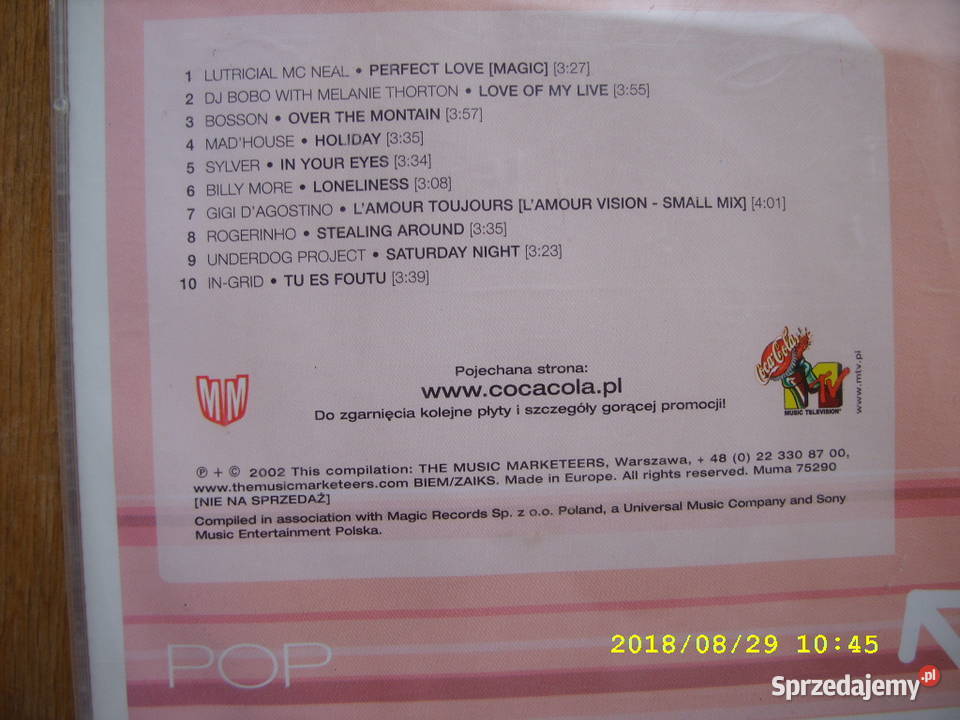 1 LUTRICIAL MC NEAL • PERFECT LOVE [MAGIC] [3:27]
2 DJ BOBO WITH MELANIE THORTON • LOVE OF MY LIVE [3:55]
3 BOSSON • OVER THE MONTAIN [3:57]
4 MAD'HOUSE • HOLIDAY [3:35]
5 SYLVER • IN YOUR EYES [3:34]
6 BILLY MORE • LONELINESS [3:08]
7 GIGI D'AGOSTINO • L'AMOUR TOUJOURS [L'AMOUR VISION - SMALL MIX] [4:01]
8 ROGERINHO • STEALING AROUND [3:35]
9 UNDERDOG PROJECT • SATURDAY NIGHT [3:23]
10 IN-GRID • TU ES FOUTU [3:39]
MM
Pojechana strona:
www.cocacola.pl
Do zgarnięcia kolejne płyty i szczegóły gorącej promocji!
Coca-Cola
MTV
MUSIC TELEVISION®
www.mtv.pl
℗ + © 2002 This compilation: THE MUSIC MARKETEERS, Warszawa, + 48 (0) 22 330 87 00,
www.themusicmarketeers.com BIEM/ZAIKS. Made in Europe. All rights reserved. Muma 75290
[NIE NA SPRZEDAŻ]
Compiled in association with Magic Records Sp. z o.o. Poland, a Universal Music Company and Sony
Music Entertainment Polska.
POP
2018/08/29 10:45
Sprzedajemy.pl